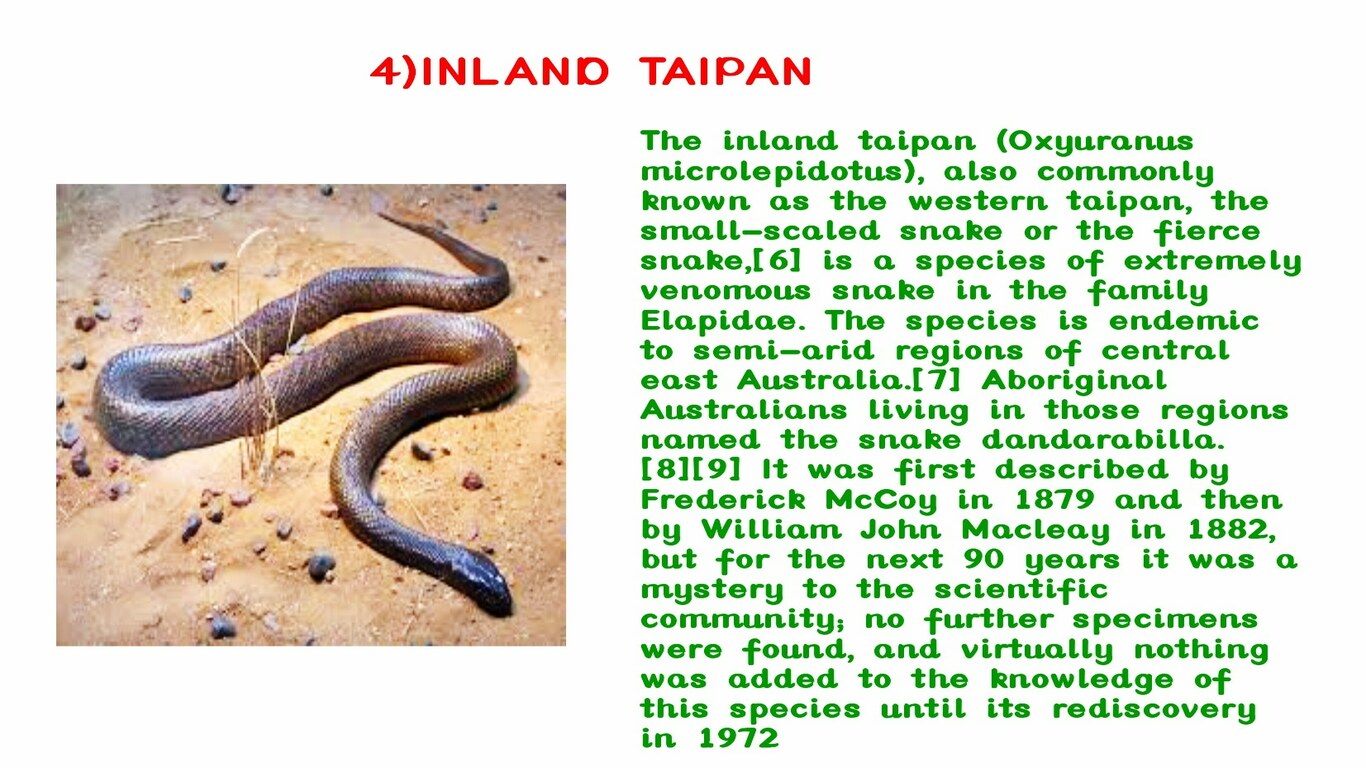 4)INLAND TAIPAN
The inland taipan (Oxyuranus
microlepidotus), also commonly
known as the western taipan, the
small-scaled snake or the fierce
snake,[6] is a species of extremely
venomous snake in the family
Elapidae. The species is endemic
to semi-arid regions of central
east Australia.[7] Aboriginal
Australians living in those regions
named the snake dandarabilla.
[8][9] It was first described by
Frederick McCoy in 1879 and then
by William John Macleay in 1882,
but for the next 90 years it was a
mystery to the scientific
community; no further specimens
were found, and virtually nothing
was added to the knowledge of
this species until its rediscovery
in 1972